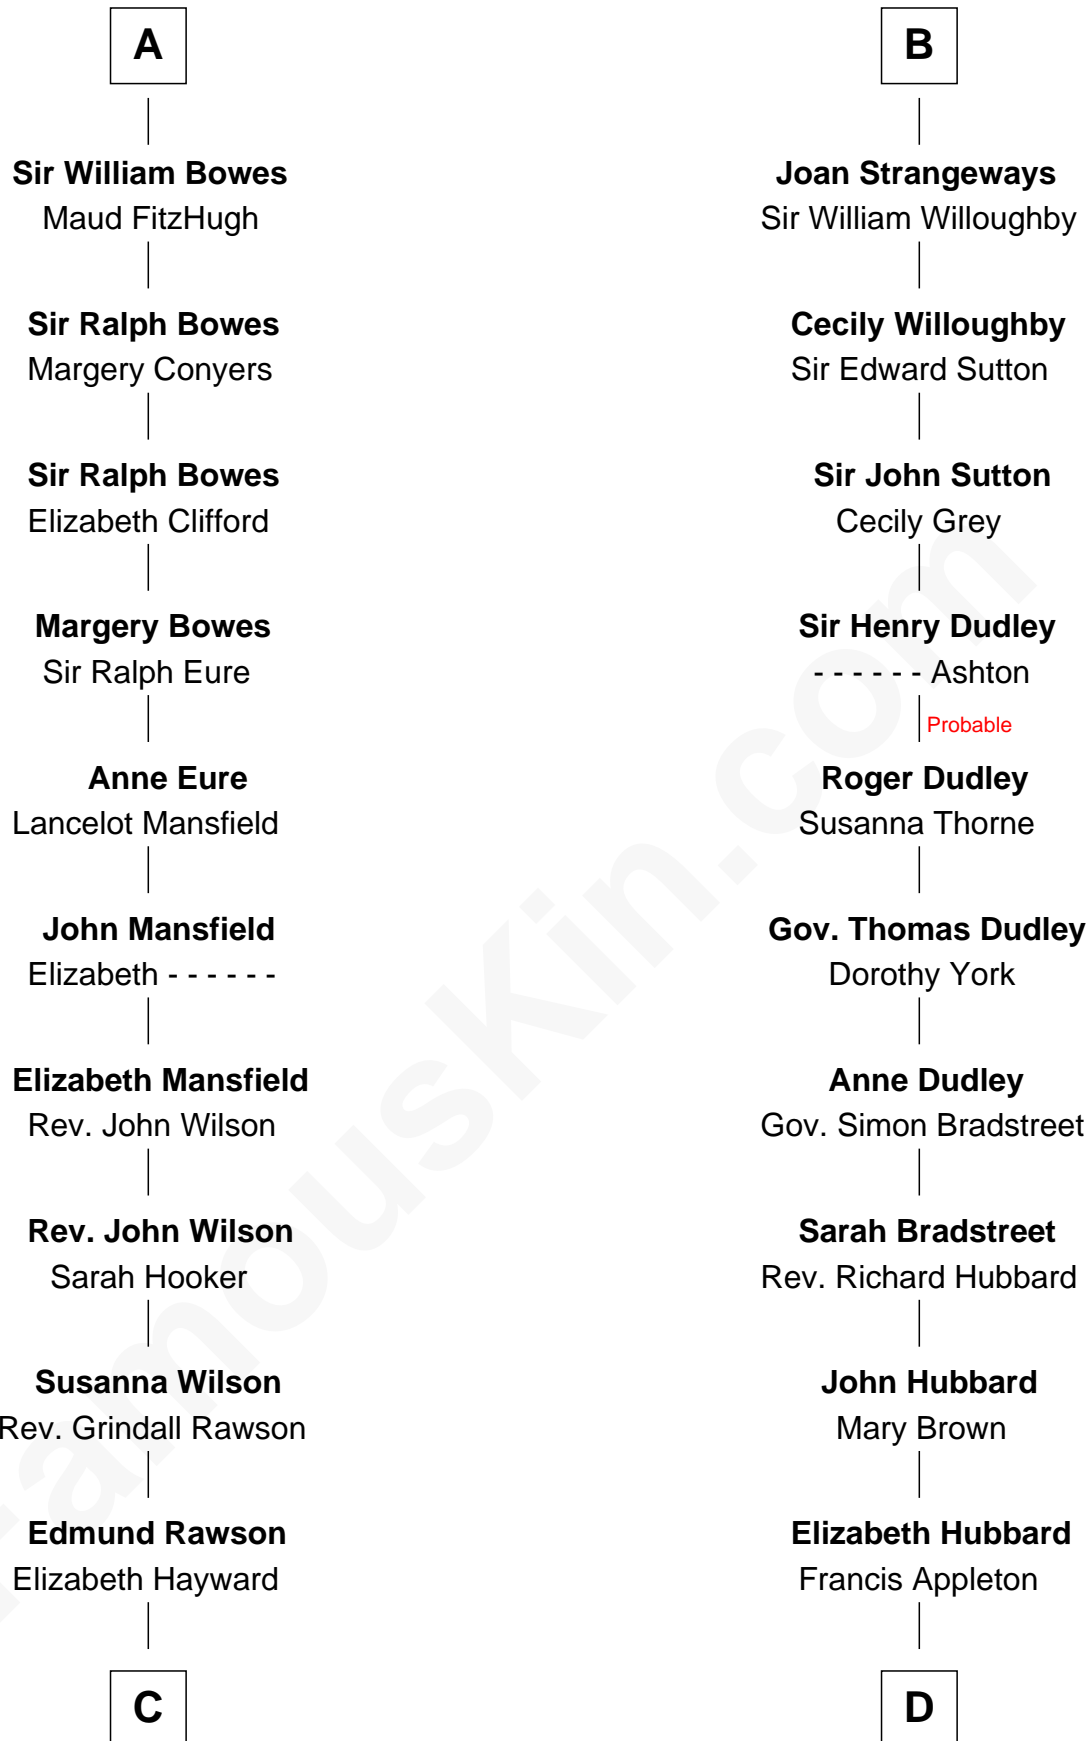 A
Sir William Bowes
Maud FitzHugh
Sir Ralph Bowes
Margery Conyers
Sir Ralph Bowes
Elizabeth Clifford
Margery Bowes
Sir Ralph Eure
Anne Eure
Lancelot Mansfield
John Mansfield
Elizabeth - - - - - -
Elizabeth Mansfield
Rev. John Wilson
Rev. John Wilson
Sarah Hooker
Susanna Wilson
Rev. Grindall Rawson
Edmund Rawson
Elizabeth Hayward
C
B
Joan Strangeways
Sir William Willoughby
Cecily Willoughby
Sir Edward Sutton
Sir John Sutton
Cecily Grey
Sir Henry Dudley
- - - - - - Ashton
Probable
Roger Dudley
Susanna Thorne
Gov. Thomas Dudley
Dorothy York
Anne Dudley
Gov. Simon Bradstreet
Sarah Bradstreet
Rev. Richard Hubbard
John Hubbard
Mary Brown
Elizabeth Hubbard
Francis Appleton
D
FamousKin.com